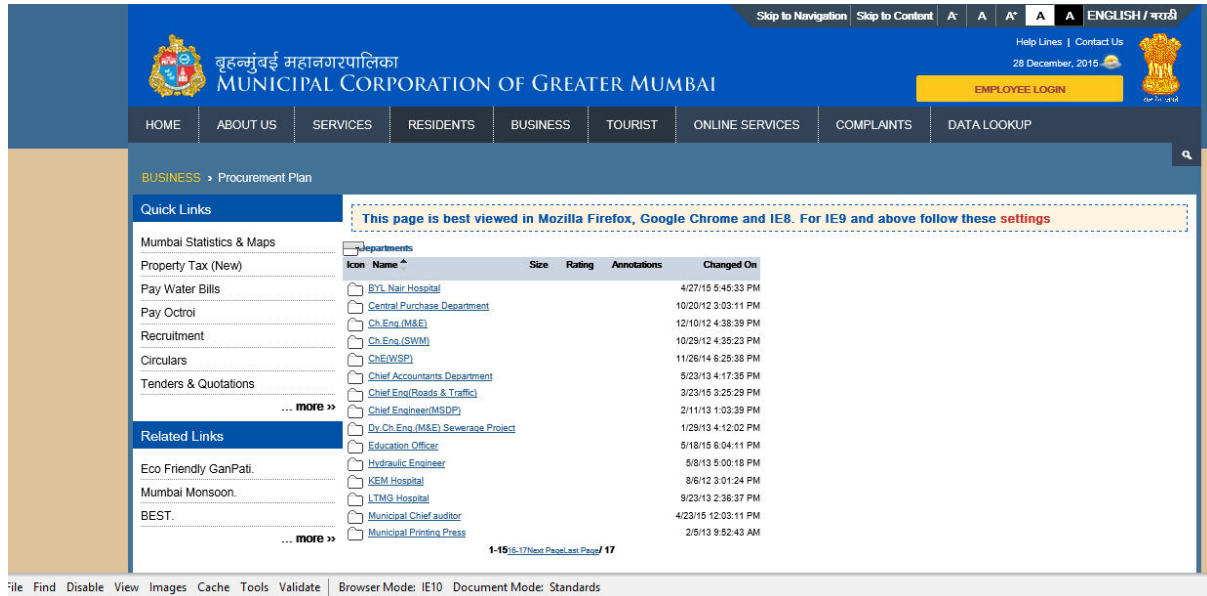 Skip to Navigation Skip to Content A- A A+ A A ENGLISH / मराठी
Help Lines | Contact Us
28 December, 2015
बृहन्मुंबई महानगरपालिका
MUNICIPAL CORPORATION OF GREATER MUMBAI
EMPLOYEE LOGIN
HOME ABOUT US SERVICES RESIDENTS BUSINESS TOURIST ONLINE SERVICES COMPLAINTS DATA LOOKUP
BUSINESS › Procurement Plan
Quick Links
Mumbai Statistics & Maps
Property Tax (New)
Pay Water Bills
Pay Octroi
Recruitment
Circulars
Tenders & Quotations
... more »
Related Links
Eco Friendly GanPati.
Mumbai Monsoon.
BEST.
... more »
This page is best viewed in Mozilla Firefox, Google Chrome and IE8. For IE9 and above follow these settings
Departments
Icon Name Size Rating Annotations Changed On
BYL Nair Hospital 4/27/15 5:45:33 PM
Central Purchase Department 10/20/12 3:03:11 PM
Ch.Eng.(M&E) 12/10/12 4:38:39 PM
Ch.Eng.(SWM) 10/29/12 4:35:23 PM
ChE(WSP) 11/26/14 6:25:38 PM
Chief Accountants Department 5/23/13 4:17:35 PM
Chief Eng(Roads & Traffic) 3/23/15 3:25:29 PM
Chief Engineer(MSDP) 2/11/13 1:03:39 PM
Dy.Ch.Eng.(M&E) Sewerage Project 1/29/13 4:12:02 PM
Education Officer 5/18/15 6:04:11 PM
Hydraulic Engineer 5/8/13 5:00:18 PM
KEM Hospital 8/6/12 3:01:24 PM
LTMG Hospital 9/23/13 2:36:37 PM
Municipal Chief auditor 4/23/15 12:03:11 PM
Municipal Printing Press 2/5/13 9:52:43 AM
1-1516-17Next PageLast Page/ 17
File Find Disable View Images Cache Tools Validate | Browser Mode: IE10 Document Mode: Standards